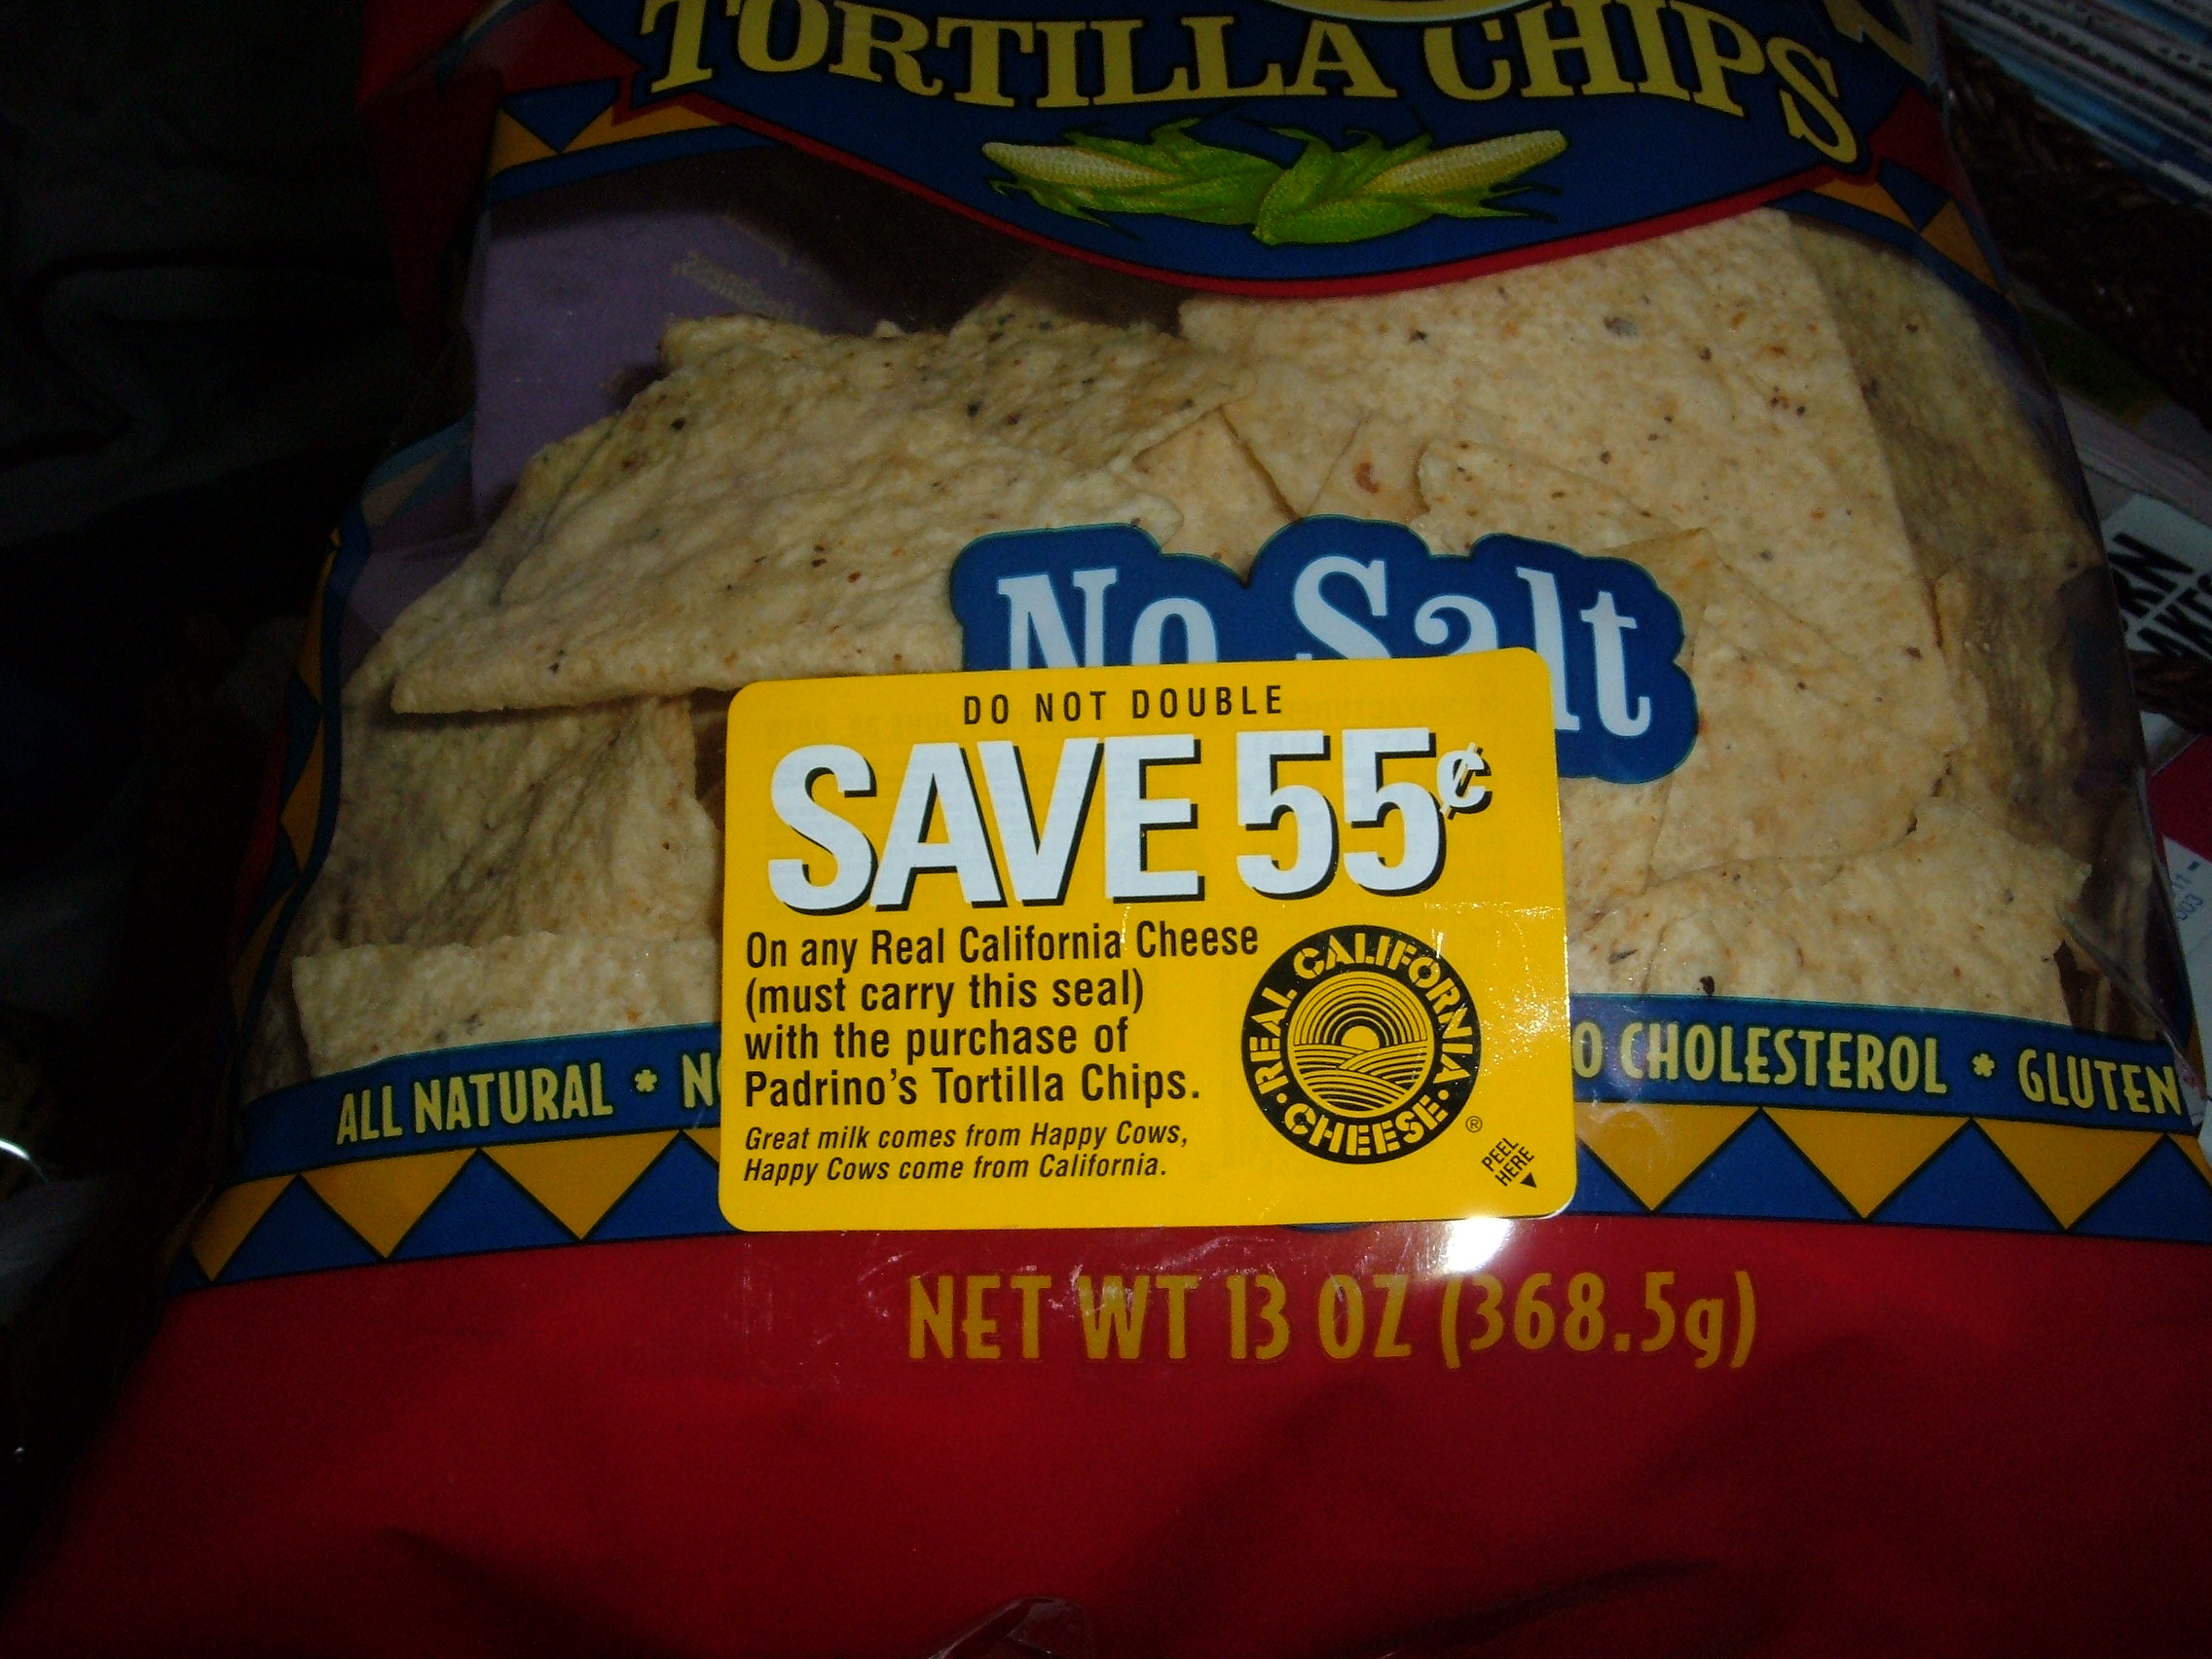 TORTILLA CHIPS
No Salt
DO NOT DOUBLE
SAVE 55¢
On any Real California Cheese
(must carry this seal)
with the purchase of
Padrino's Tortilla Chips.
Great milk comes from Happy Cows,
Happy Cows come from California.
REAL CALIFORNIA CHEESE
®
PEEL
HERE
ALL NATURAL * N
O CHOLESTEROL * GLUTEN
NET WT 13 OZ (368.5g)